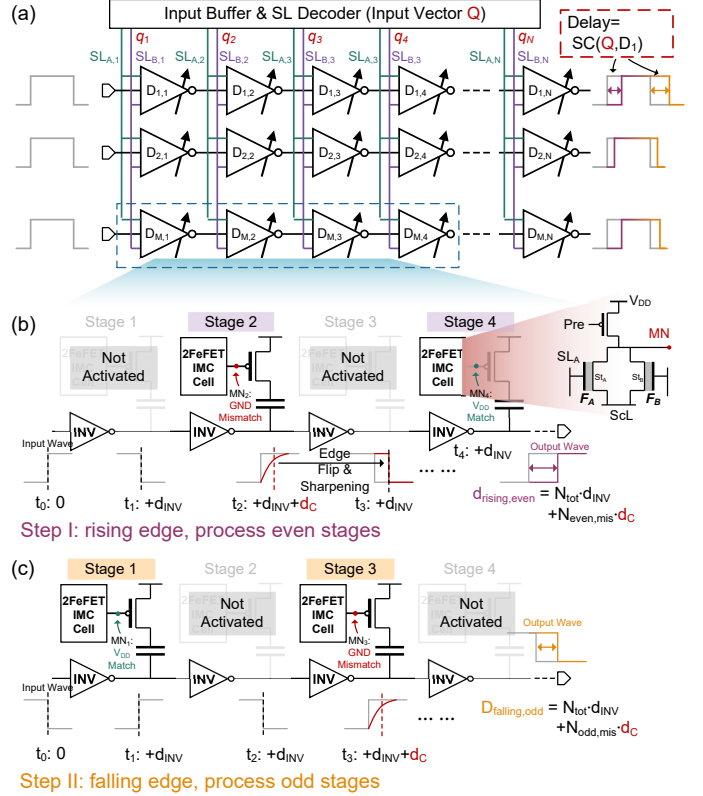 (a)
Input Buffer & SL Decoder (Input Vector Q)
Delay=
SC(Q,D1)
q1 q2 q3 q4 qN
SLA,1 SLB,1 SLA,2 SLB,2 SLA,3 SLB,3 SLA,3 SLB,3 SLA,N SLB,N
D1,1 D1,2 D1,3 D1,4 D1,N
D2,1 D2,2 D2,3 D2,4 D2,N
DM,1 DM,2 DM,3 DM,4 DM,N
(b)
Stage 1 Stage 2 Stage 3 Stage 4
VDD
Pre
MN
SLA
StA StB
FA FB
ScL
2FeFET
IMC
Cell
Not
Activated
2FeFET
IMC
Cell
MN2:
GND
Mismatch
2FeFET
IMC
Cell
Not
Activated
2FeFET
IMC
Cell
MN4:
VDD
Match
INV INV INV INV
Input Wave
Edge
Flip &
Sharpening
... ...
Output Wave
t0: 0 t1: +dINV t2: +dINV+dC t3: +dINV t4: +dINV
drising,even = Ntot·dINV
+Neven,mis·dC
Step I: rising edge, process even stages
(c)
Stage 1 Stage 2 Stage 3 Stage 4
2FeFET
IMC
Cell
MN1:
VDD
Match
2FeFET
IMC
Cell
Not
Activated
2FeFET
IMC
Cell
MN3:
GND
Mismatch
2FeFET
IMC
Cell
Not
Activated
Output Wave
INV INV INV INV
Input Wave
... ...
t0: 0 t1: +dINV t2: +dINV t3: +dINV+dC
Dfalling,odd = Ntot·dINV
+Nodd,mis·dC
Step II: falling edge, process odd stages